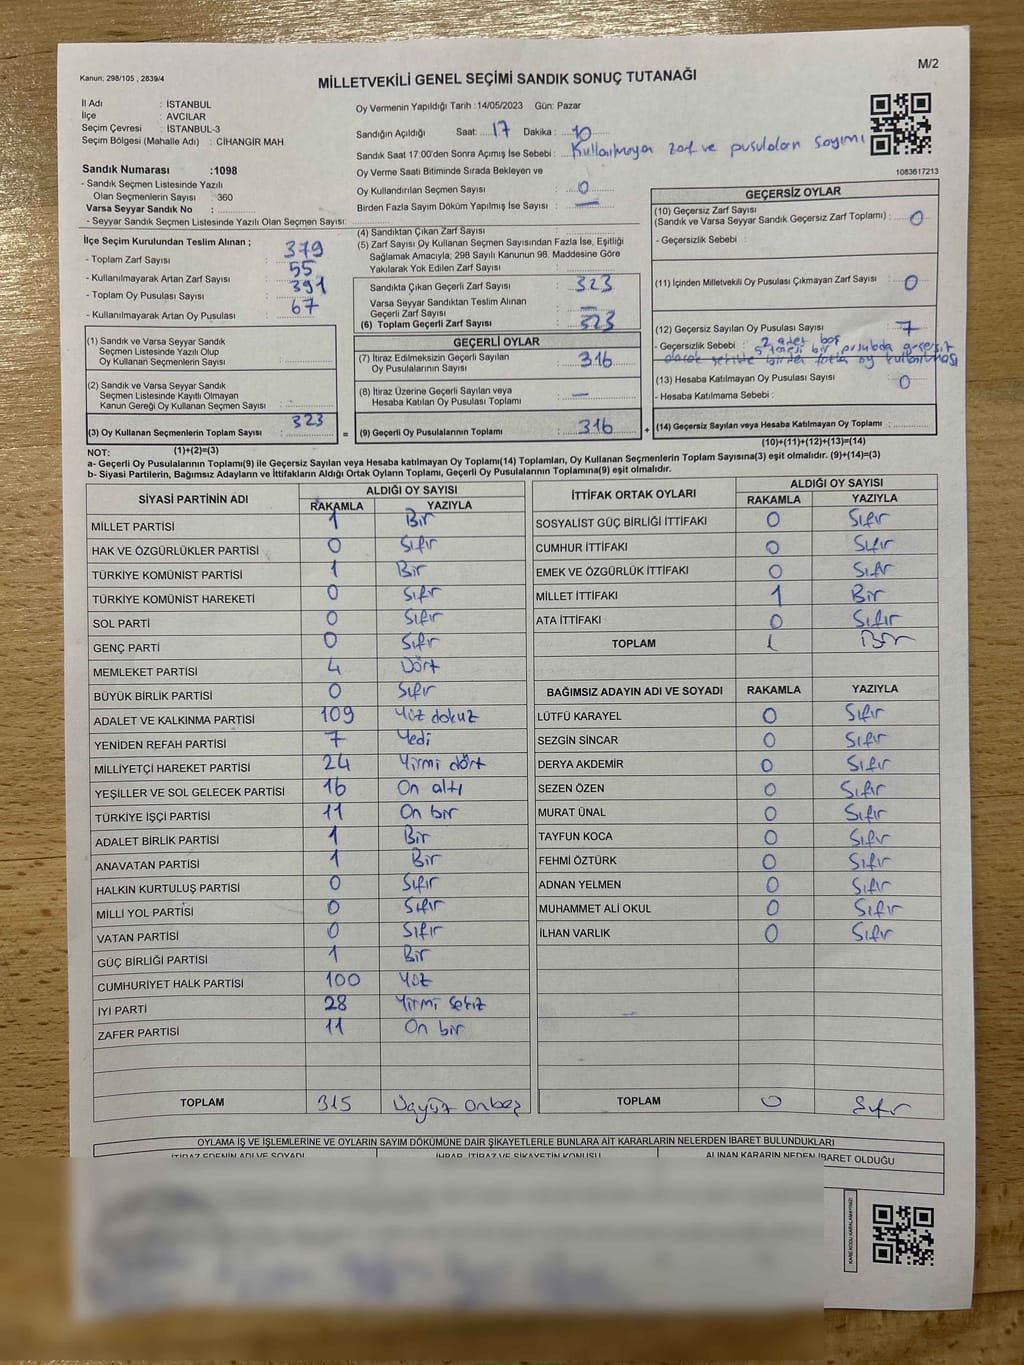 M/2
Kanun: 298/105 , 2839/4
MİLLETVEKİLİ GENEL SEÇİMİ SANDIK SONUÇ TUTANAĞI
İl Adı : İSTANBUL
İlçe : AVCILAR
Seçim Çevresi : İSTANBUL-3
Seçim Bölgesi (Mahalle Adı) : CİHANGİR MAH.
Sandık Numarası :1098
- Sandık Seçmen Listesinde Yazılı
Olan Seçmenlerin Sayısı : 360
Varsa Seyyar Sandık No :
- Seyyar Sandık Seçmen Listesinde Yazılı Olan Seçmen Sayısı:
Oy Vermenin Yapıldığı Tarih :14/05/2023 Gün: Pazar
Sandığın Açıldığı Saat: 17 Dakika : 10
Sandık Saat 17:00'den Sonra Açımış İse Sebebi : Kullanılmayan zarf ve pusulaların sayımı
Oy Verme Saati Bitiminde Sırada Bekleyen ve
Oy Kullandırılan Seçmen Sayısı : 0
Birden Fazla Sayım Döküm Yapılmış İse Sayısı : —
1083617213
İlçe Seçim Kurulundan Teslim Alınan ;
- Toplam Zarf Sayısı : 379
- Kullanılmayarak Artan Zarf Sayısı : 55
- Toplam Oy Pusulası Sayısı : 391
- Kullanılmayarak Artan Oy Pusulası : 67
(1) Sandık ve Varsa Seyyar Sandık
Seçmen Listesinde Yazılı Olup
Oy Kullanan Seçmenlerin Sayısı :
(2) Sandık ve Varsa Seyyar Sandık
Seçmen Listesinde Kayıtlı Olmayan
Kanun Gereği Oy Kullanan Seçmen Sayısı :
(3) Oy Kullanan Seçmenlerin Toplam Sayısı : 323
(4) Sandıktan Çıkan Zarf Sayısı :
(5) Zarf Sayısı Oy Kullanan Seçmen Sayısından Fazla İse, Eşitliği
Sağlamak Amacıyla; 298 Sayılı Kanunun 98. Maddesine Göre
Yakılarak Yok Edilen Zarf Sayısı :
Sandıkta Çıkan Geçerli Zarf Sayısı : 323
Varsa Seyyar Sandıktan Teslim Alınan
Geçerli Zarf Sayısı : —
(6) Toplam Geçerli Zarf Sayısı : 323
GEÇERLİ OYLAR
(7) İtiraz Edilmeksizin Geçerli Sayılan
Oy Pusulalarının Sayısı : 316
(8) İtiraz Üzerine Geçerli Sayılan veya
Hesaba Katılan Oy Pusulası Toplamı : —
= (9) Geçerli Oy Pusulalarının Toplamı : 316 +
GEÇERSİZ OYLAR
(10) Geçersiz Zarf Sayısı
(Sandık ve Varsa Seyyar Sandık Geçersiz Zarf Toplamı) : 0
- Geçersizlik Sebebi :
(11) İçinden Milletvekili Oy Pusulası Çıkmayan Zarf Sayısı : 0
(12) Geçersiz Sayılan Oy Pusulası Sayısı : 7
- Geçersizlik Sebebi : 2 adet boş
bir pusulada geçersiz
olacak şekilde birden fazla oy kullanılması
(13) Hesaba Katılmayan Oy Pusulası Sayısı : 0
- Hesaba Katılmama Sebebi :
(14) Geçersiz Sayılan veya Hesaba Katılmayan Oy Toplamı :
NOT: (1)+(2)=(3) (10)+(11)+(12)+(13)=(14)
a- Geçerli Oy Pusulalarının Toplamı(9) ile Geçersiz Sayılan veya Hesaba katılmayan Oy Toplamı(14) Toplamları, Oy Kullanan Seçmenlerin Toplam Sayısına(3) eşit olmalıdır. (9)+(14)=(3)
b- Siyasi Partilerin, Bağımsız Adayların ve İttifakların Aldığı Ortak Oyların Toplamı, Geçerli Oy Pusulalarının Toplamına(9) eşit olmalıdır.
SİYASİ PARTİNİN ADI ALDIĞI OY SAYISI
RAKAMLA YAZIYLA
MİLLET PARTİSİ 1 Bir
HAK VE ÖZGÜRLÜKLER PARTİSİ 0 Sıfır
TÜRKİYE KOMÜNİST PARTİSİ 1 Bir
TÜRKİYE KOMÜNİST HAREKETİ 0 Sıfır
SOL PARTİ 0 Sıfır
GENÇ PARTİ 0 Sıfır
MEMLEKET PARTİSİ 4 Dört
BÜYÜK BİRLİK PARTİSİ 0 Sıfır
ADALET VE KALKINMA PARTİSİ 109 Yüz dokuz
YENİDEN REFAH PARTİSİ 7 Yedi
MİLLİYETÇİ HAREKET PARTİSİ 24 Yirmi dört
YEŞİLLER VE SOL GELECEK PARTİSİ 16 On altı
TÜRKİYE İŞÇİ PARTİSİ 11 On bir
ADALET BİRLİK PARTİSİ 1 Bir
ANAVATAN PARTİSİ 1 Bir
HALKIN KURTULUŞ PARTİSİ 0 Sıfır
MİLLİ YOL PARTİSİ 0 Sıfır
VATAN PARTİSİ 0 Sıfır
GÜÇ BİRLİĞİ PARTİSİ 1 Bir
CUMHURİYET HALK PARTİSİ 100 Yüz
İYİ PARTİ 28 Yirmi sekiz
ZAFER PARTİSİ 11 On bir
TOPLAM 315 Üçyüz onbeş
İTTİFAK ORTAK OYLARI ALDIĞI OY SAYISI
RAKAMLA YAZIYLA
SOSYALİST GÜÇ BİRLİĞİ İTTİFAKI 0 Sıfır
CUMHUR İTTİFAKI 0 Sıfır
EMEK VE ÖZGÜRLÜK İTTİFAKI 0 Sıfır
MİLLET İTTİFAKI 1 Bir
ATA İTTİFAKI 0 Sıfır
TOPLAM 1 Bir
BAĞIMSIZ ADAYIN ADI VE SOYADI RAKAMLA YAZIYLA
LÜTFÜ KARAYEL 0 Sıfır
SEZGİN SİNCAR 0 Sıfır
DERYA AKDEMİR 0 Sıfır
SEZEN ÖZEN 0 Sıfır
MURAT ÜNAL 0 Sıfır
TAYFUN KOCA 0 Sıfır
FEHMİ ÖZTÜRK 0 Sıfır
ADNAN YELMEN 0 Sıfır
MUHAMMET ALİ OKUL 0 Sıfır
İLHAN VARLIK 0 Sıfır
TOPLAM 0 Sıfır
OYLAMA İŞ VE İŞLEMLERİNE VE OYLARIN SAYIM DÖKÜMÜNE DAİR ŞİKAYETLERLE BUNLARA AİT KARARLARIN NELERDEN İBARET BULUNDUKLARI
İTİRAZ EDENİN ADI VE SOYADI İHBAR, İTİRAZ VE ŞİKAYETİN KONUSU ALINAN KARARIN NEDEN İBARET OLDUĞU